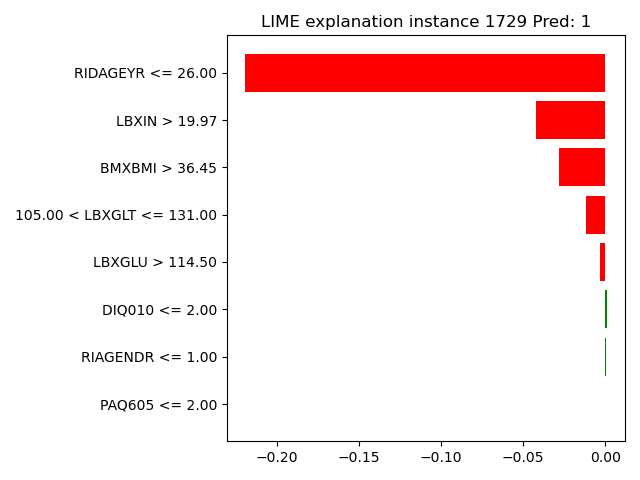 LIME explanation instance 1729 Pred: 1
RIDAGEYR <= 26.00
LBXIN > 19.97
BMXBMI > 36.45
105.00 < LBXGLT <= 131.00
LBXGLU > 114.50
DIQ010 <= 2.00
RIAGENDR <= 1.00
PAQ605 <= 2.00
−0.20 −0.15 −0.10 −0.05 0.00